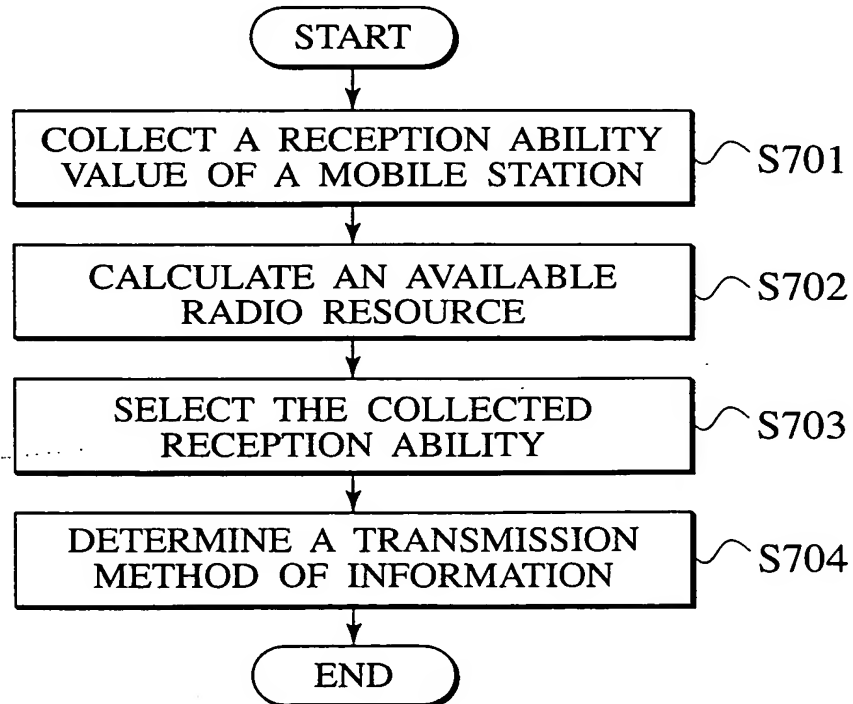 START
COLLECT A RECEPTION ABILITY
VALUE OF A MOBILE STATION
S701
CALCULATE AN AVAILABLE
RADIO RESOURCE
S702
SELECT THE COLLECTED
RECEPTION ABILITY
S703
DETERMINE A TRANSMISSION
METHOD OF INFORMATION
S704
END